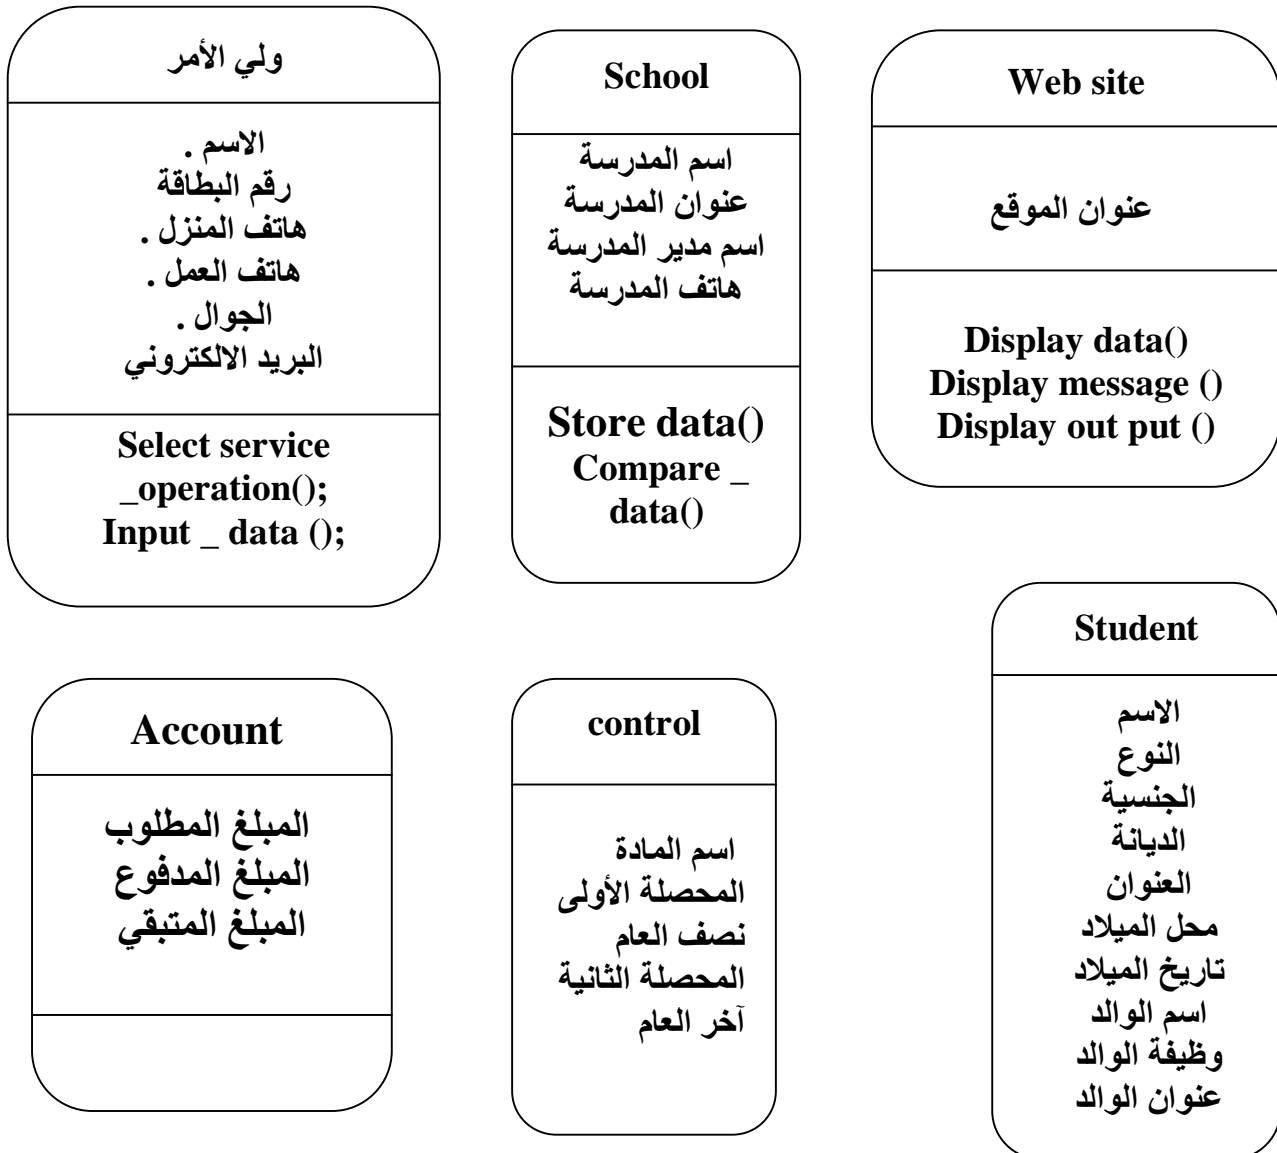 ولي الأمر
الاسم .
رقم البطاقة
هاتف المنزل .
هاتف العمل .
الجوال .
البريد الالكتروني
Select service
_operation();
Input _ data ();
School
اسم المدرسة
عنوان المدرسة
اسم مدير المدرسة
هاتف المدرسة
Store data()
Compare _
data()
Web site
عنوان الموقع
Display data()
Display message ()
Display out put ()
Account
المبلغ المطلوب
المبلغ المدفوع
المبلغ المتبقي
control
اسم المادة
المحصلة الأولى
نصف العام
المحصلة الثانية
آخر العام
Student
الاسم
النوع
الجنسية
الديانة
العنوان
محل الميلاد
تاريخ الميلاد
اسم الوالد
وظيفة الوالد
عنوان الوالد